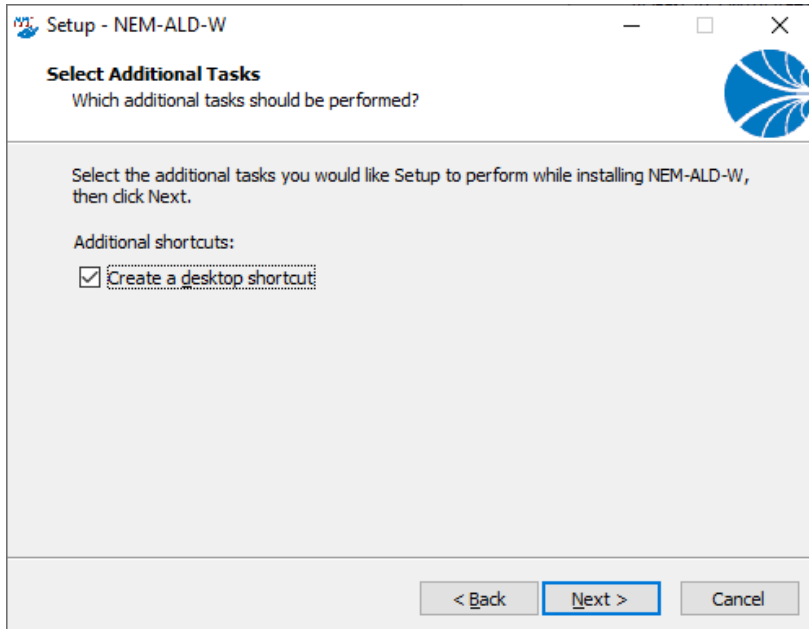 Setup - NEM-ALD-W
Select Additional Tasks
Which additional tasks should be performed?
Select the additional tasks you would like Setup to perform while installing NEM-ALD-W,
then click Next.
Additional shortcuts:
Create a desktop shortcut
< Back
Next >
Cancel